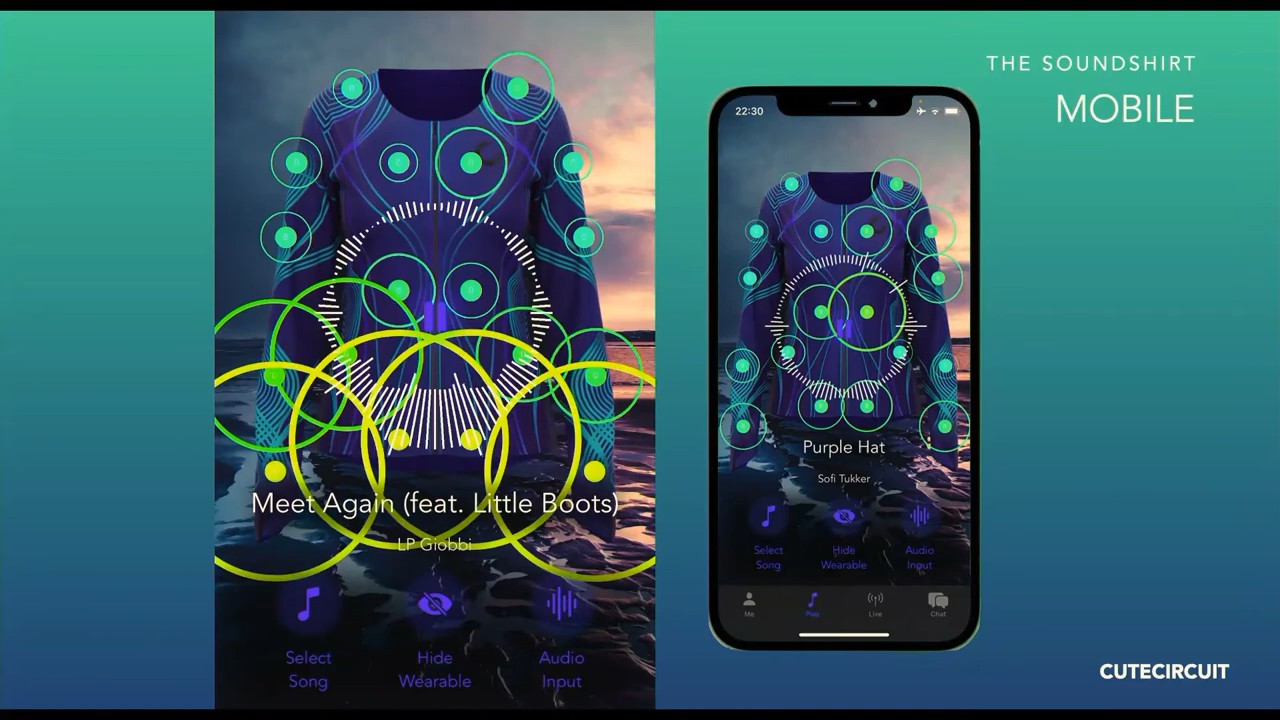 THE SOUNDSHIRT
MOBILE
Meet Again (feat. Little Boots)
LP Giobbi
Select
Song
Hide
Wearable
Audio
Input
22:30
Purple Hat
Sofi Tukker
Select
Song
Hide
Wearable
Audio
Input
Me
Play
Live
Chat
CUTECIRCUIT